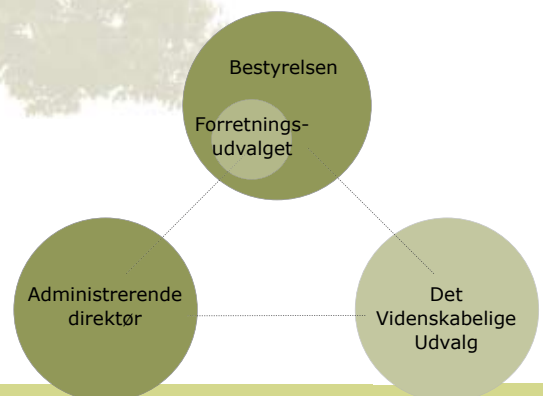 Bestyrelsen
Forretnings-
udvalget
Administrerende
direktør
Det
Videnskabelige
Udvalg